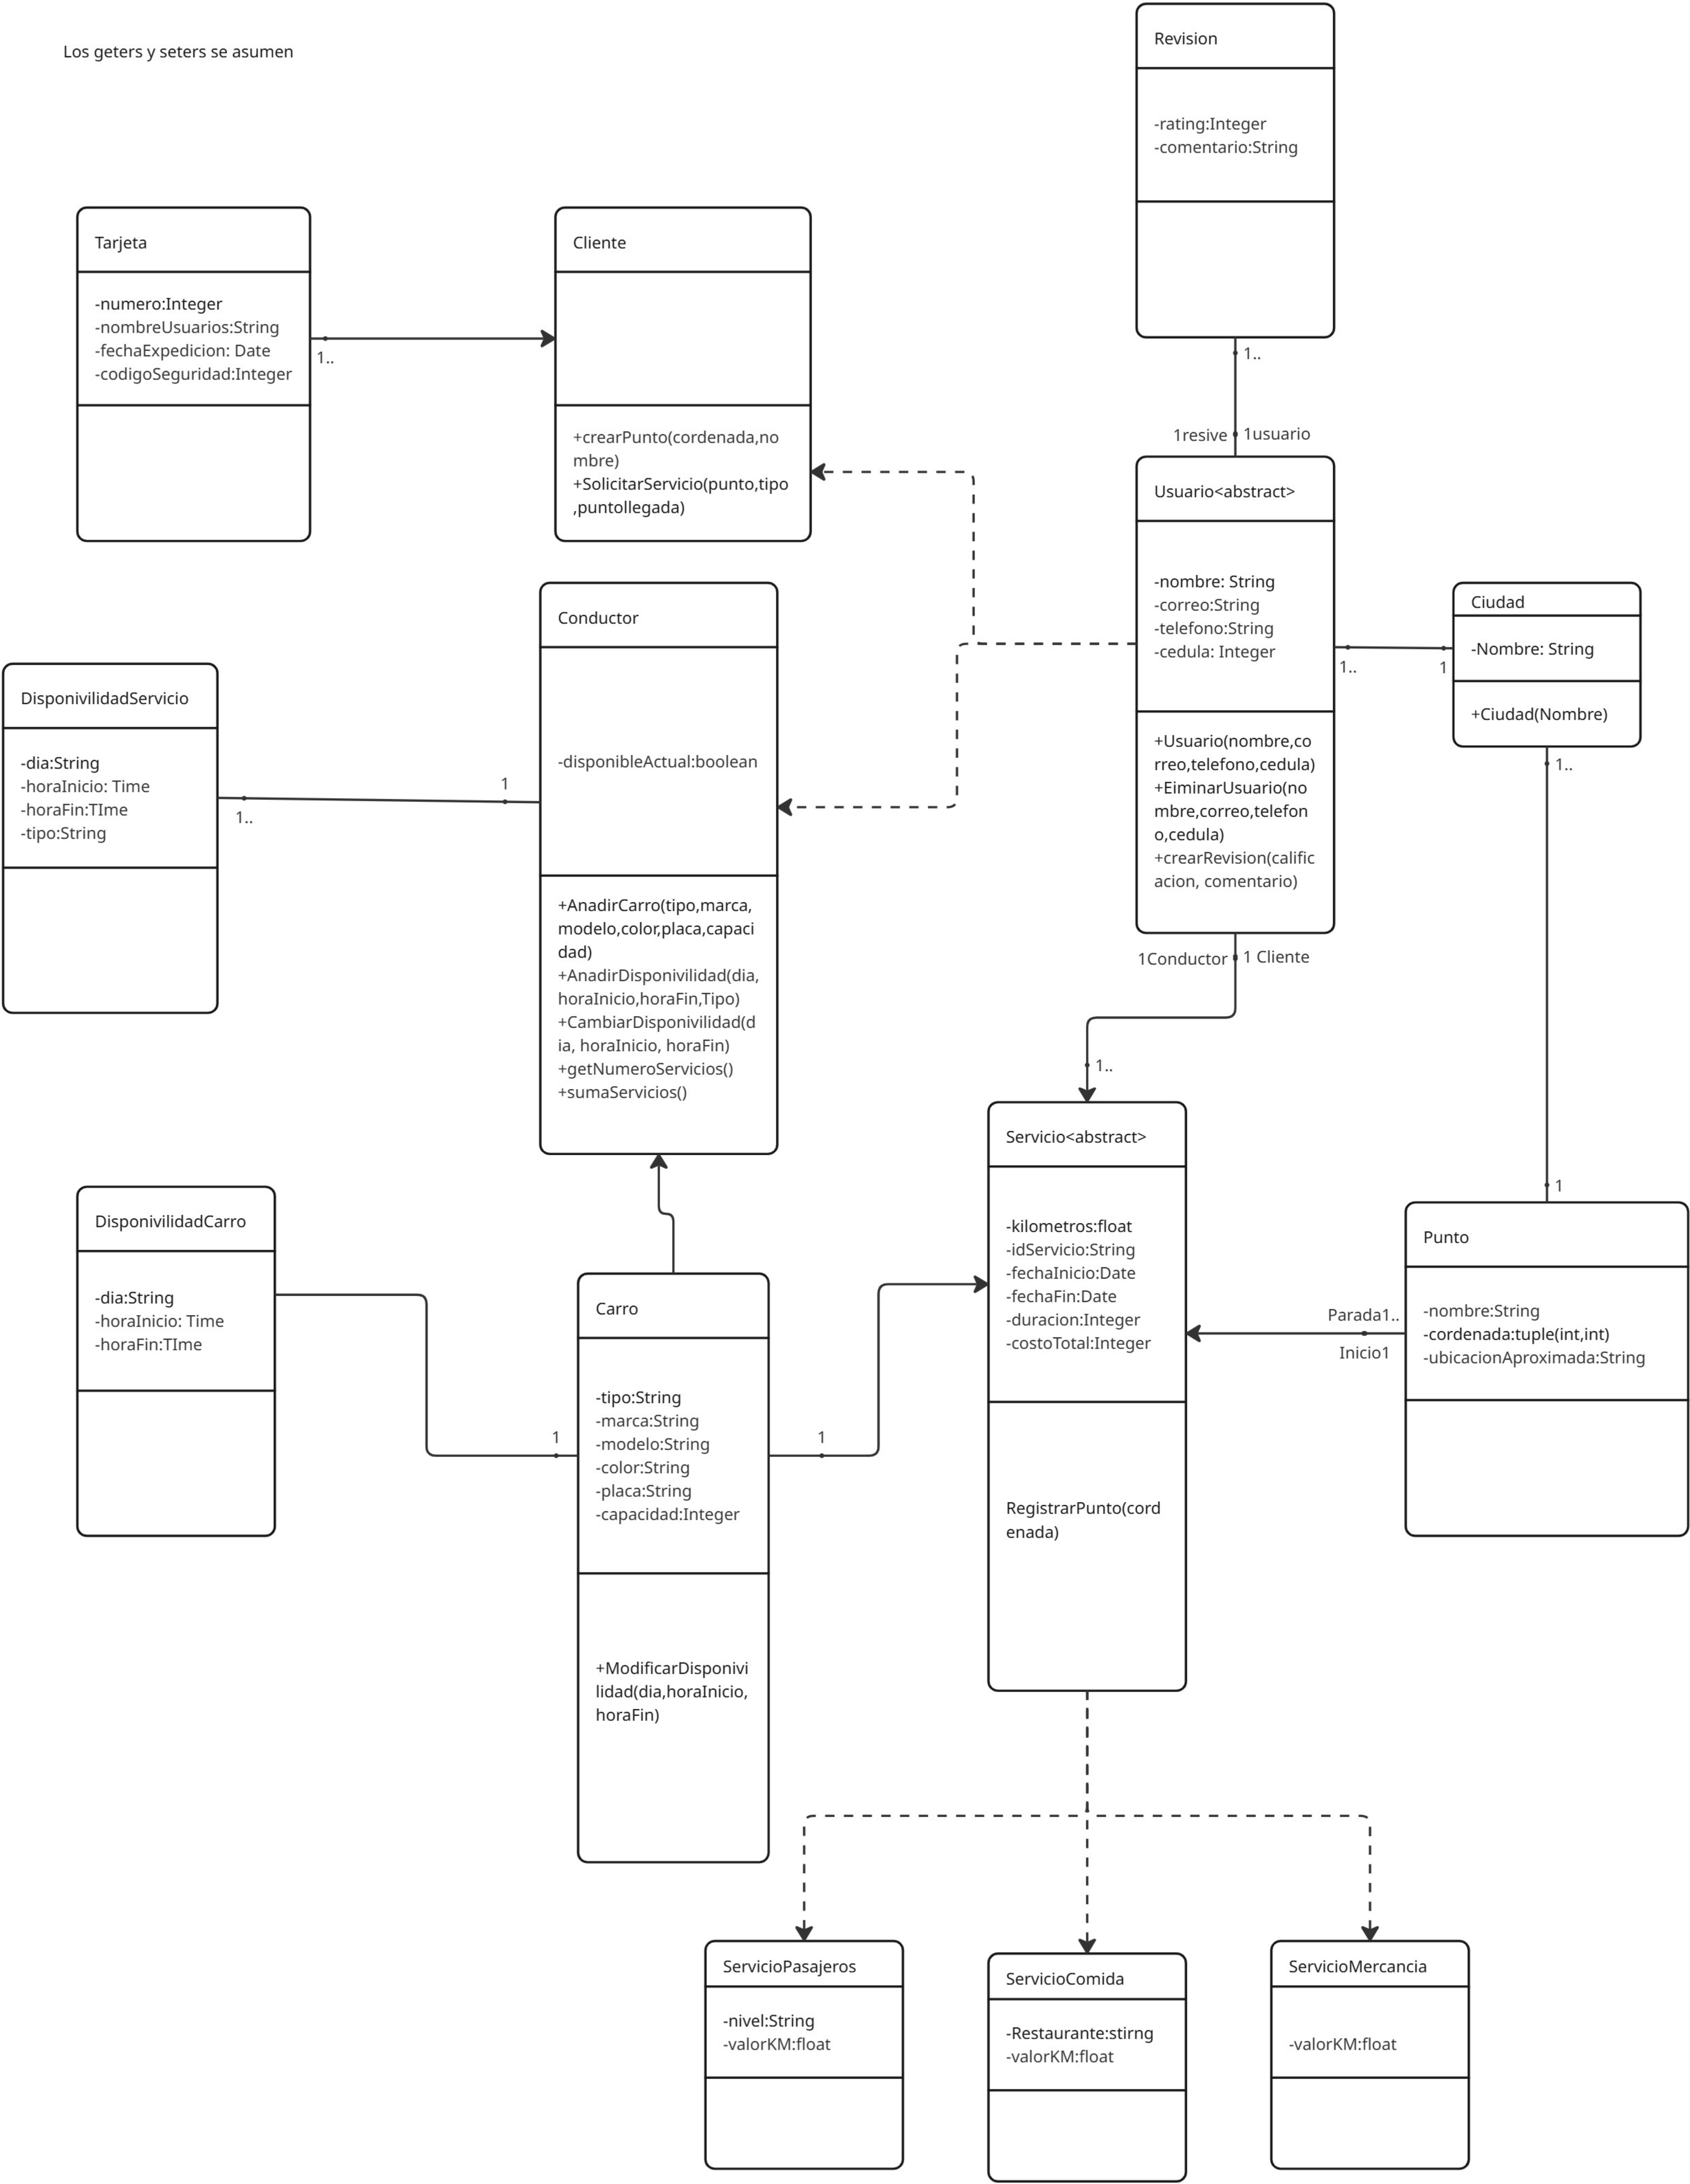 Los geters y seters se asumen
Revision
-rating:Integer
-comentario:String
Tarjeta
-numero:Integer
-nombreUsuarios:String
-fechaExpedicion: Date
-codigoSeguridad:Integer
1..
Cliente
+crearPunto(cordenada,no
mbre)
+SolicitarServicio(punto,tipo
,puntollegada)
1..
1resive
1usuario
Usuario<abstract>
-nombre: String
-correo:String
-telefono:String
-cedula: Integer
+Usuario(nombre,co
rreo,telefono,cedula)
+EiminarUsuario(no
mbre,correo,telefon
o,cedula)
+crearRevision(calific
acion, comentario)
1..
1
Ciudad
-Nombre: String
+Ciudad(Nombre)
1..
1
Conductor
-disponibleActual:boolean
+AnadirCarro(tipo,marca,
modelo,color,placa,capaci
dad)
+AnadirDisponivilidad(dia,
horaInicio,horaFin,Tipo)
+CambiarDisponivilidad(d
ia, horaInicio, horaFin)
+getNumeroServicios()
+sumaServicios()
DisponivilidadServicio
-dia:String
-horaInicio: Time
-horaFin:TIme
-tipo:String
1..
1
1Conductor
1 Cliente
1..
Servicio<abstract>
-kilometros:float
-idServicio:String
-fechaInicio:Date
-fechaFin:Date
-duracion:Integer
-costoTotal:Integer
RegistrarPunto(cord
enada)
Parada1..
Inicio1
Punto
-nombre:String
-cordenada:tuple(int,int)
-ubicacionAproximada:String
DisponivilidadCarro
-dia:String
-horaInicio: Time
-horaFin:TIme
1
Carro
-tipo:String
-marca:String
-modelo:String
-color:String
-placa:String
-capacidad:Integer
+ModificarDisponivi
lidad(dia,horaInicio,
horaFin)
1
ServicioPasajeros
-nivel:String
-valorKM:float
ServicioComida
-Restaurante:stirng
-valorKM:float
ServicioMercancia
-valorKM:float